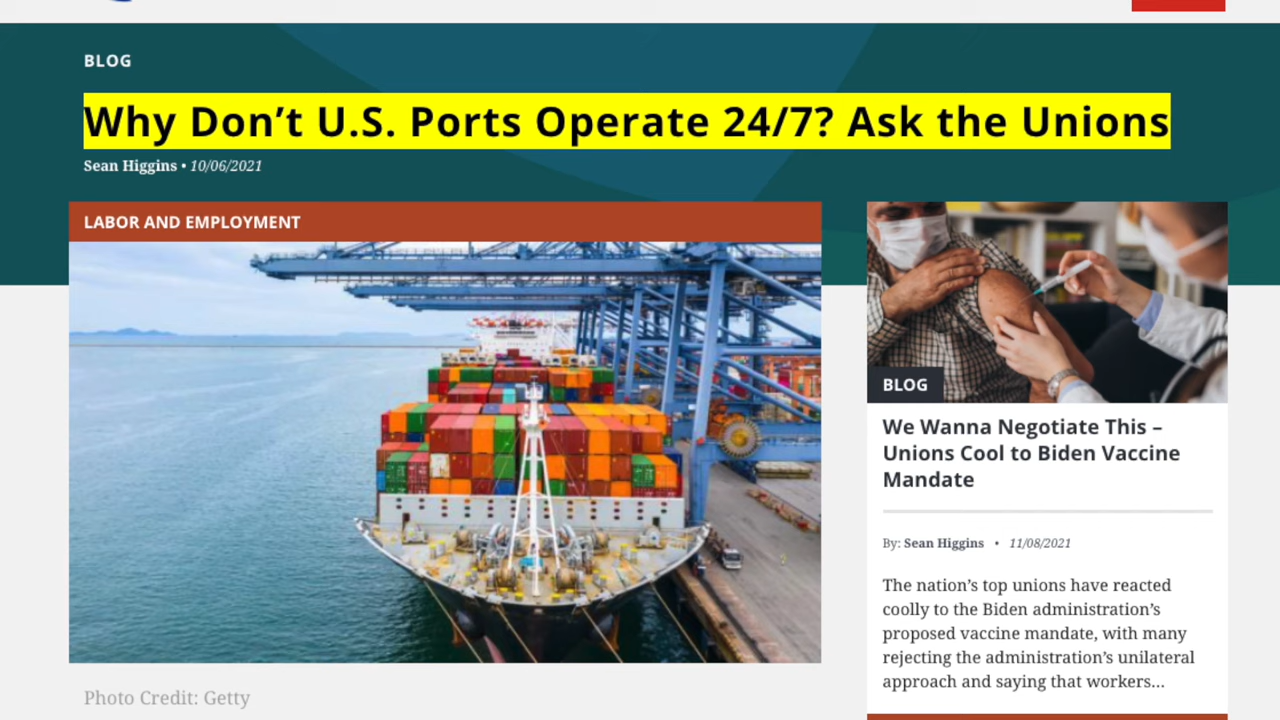 BLOG
Why Don’t U.S. Ports Operate 24/7? Ask the Unions
Sean Higgins • 10/06/2021
LABOR AND EMPLOYMENT
Photo Credit: Getty
BLOG
We Wanna Negotiate This –
Unions Cool to Biden Vaccine
Mandate
By: Sean Higgins • 11/08/2021
The nation’s top unions have reacted
coolly to the Biden administration’s
proposed vaccine mandate, with many
rejecting the administration’s unilateral
approach and saying that workers...